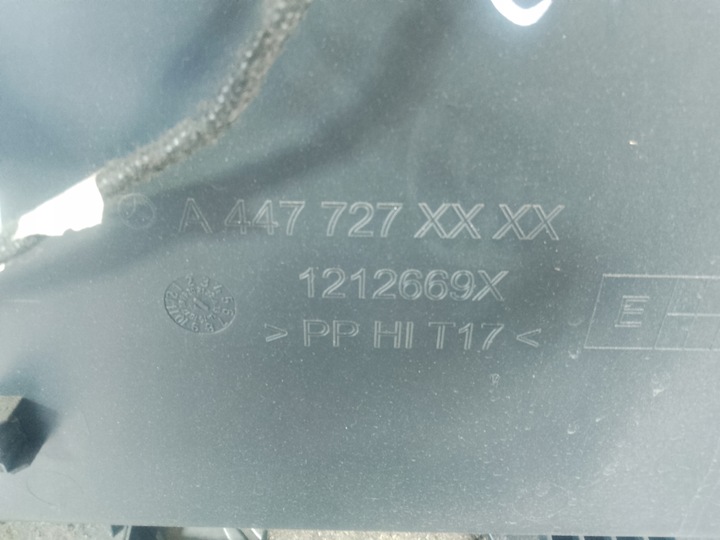 A 447 727 XX XX
1212669X
> PP HI T17 <
E